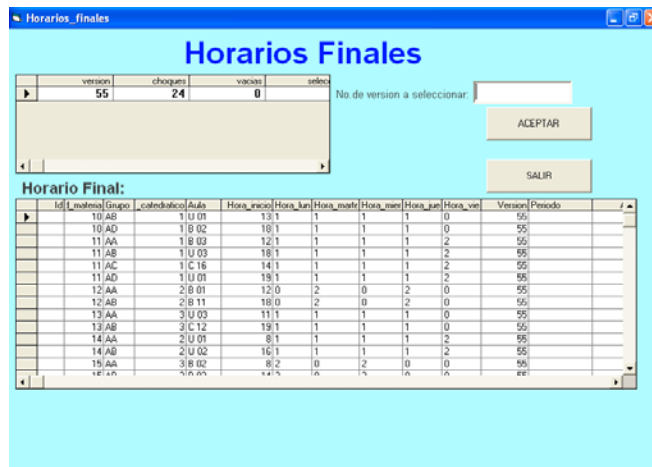 Horarios_finales
Horarios Finales
version choques vacias selecc
55 24 0
No.de version a seleccionar:
ACEPTAR
SALIR
Horario Final:
Id t_materia Grupo _catedratico Aula Hora_inicio Hora_lun Hora_marte Hora_mier Hora_jue Hora_vie Version Periodo
10 AB 1 U 01 13 1 1 1 1 0 55
10 AD 1 B 02 18 1 1 1 1 0 55
11 AA 1 B 03 12 1 1 1 1 2 55
11 AB 1 U 03 18 1 1 1 1 2 55
11 AC 1 C 16 14 1 1 1 1 2 55
11 AD 1 U 01 19 1 1 1 1 2 55
12 AA 2 B 01 12 0 2 0 2 0 55
12 AB 2 B 11 18 0 2 0 2 0 55
13 AA 3 U 03 11 1 1 1 1 0 55
13 AB 3 C 12 19 1 1 1 1 0 55
14 AA 2 U 01 8 1 1 1 1 2 55
14 AB 2 U 02 16 1 1 1 1 2 55
15 AA 3 B 02 8 2 0 2 0 0 55